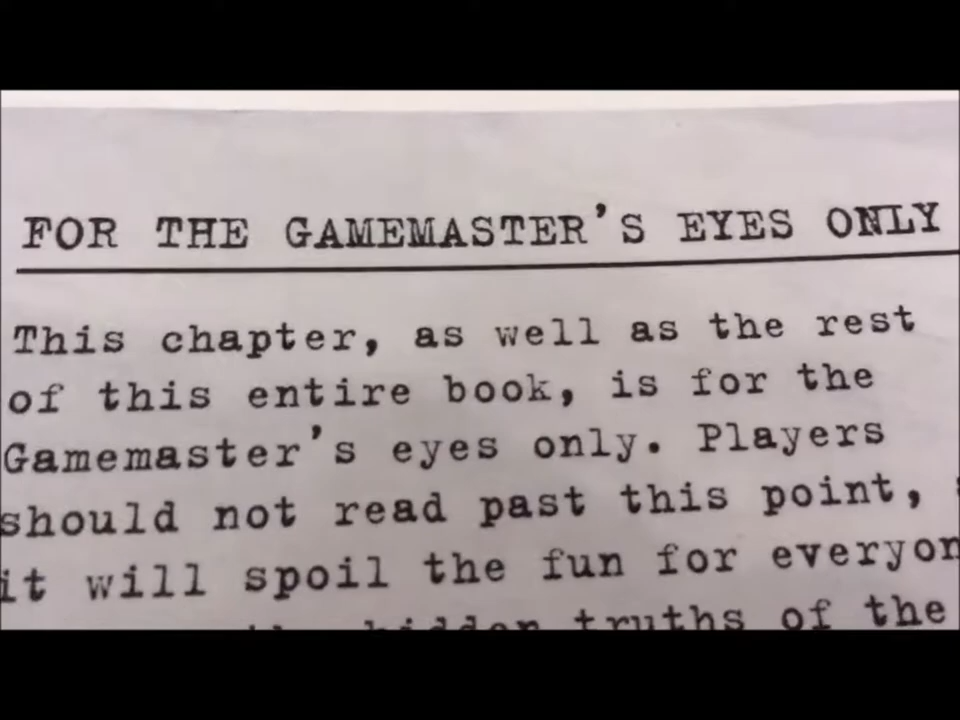 FOR THE GAMEMASTER'S EYES ONLY
This chapter, as well as the rest
of this entire book, is for the
Gamemaster's eyes only. Players
should not read past this point,
it will spoil the fun for
hidden truths of the